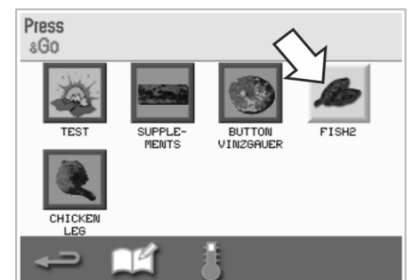 Press
&Go
TEST
SUPPLE-
MENTS
BUTTON
VINZGAUER
FISH2
CHICKEN
LEG